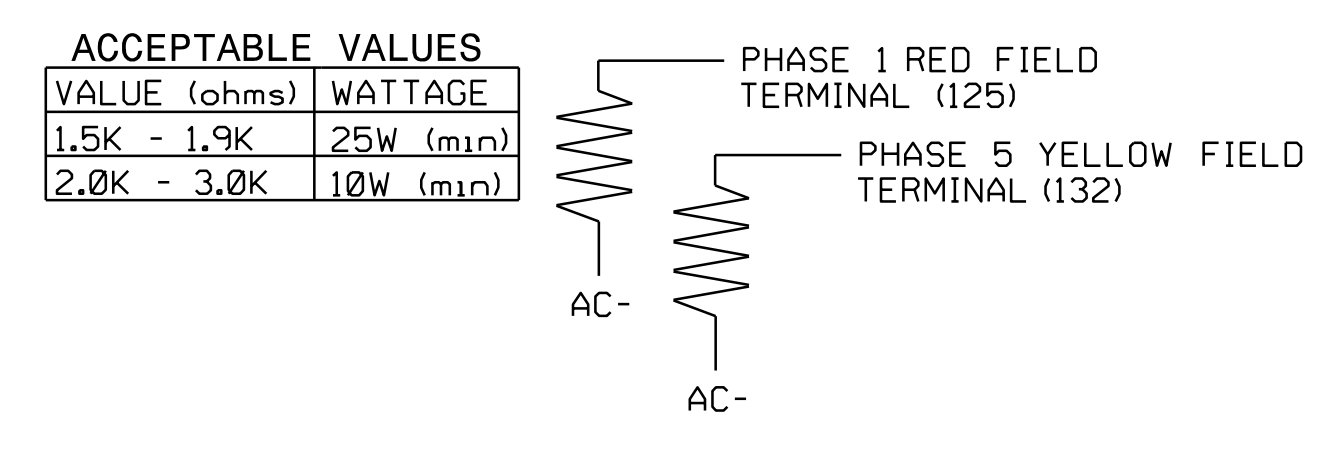 ACCEPTABLE VALUES
VALUE (ohms) WATTAGE
1.5K - 1.9K 25W (min)
2.0K - 3.0K 10W (min)
PHASE 1 RED FIELD
TERMINAL (125)
PHASE 5 YELLOW FIELD
TERMINAL (132)
AC-
AC-